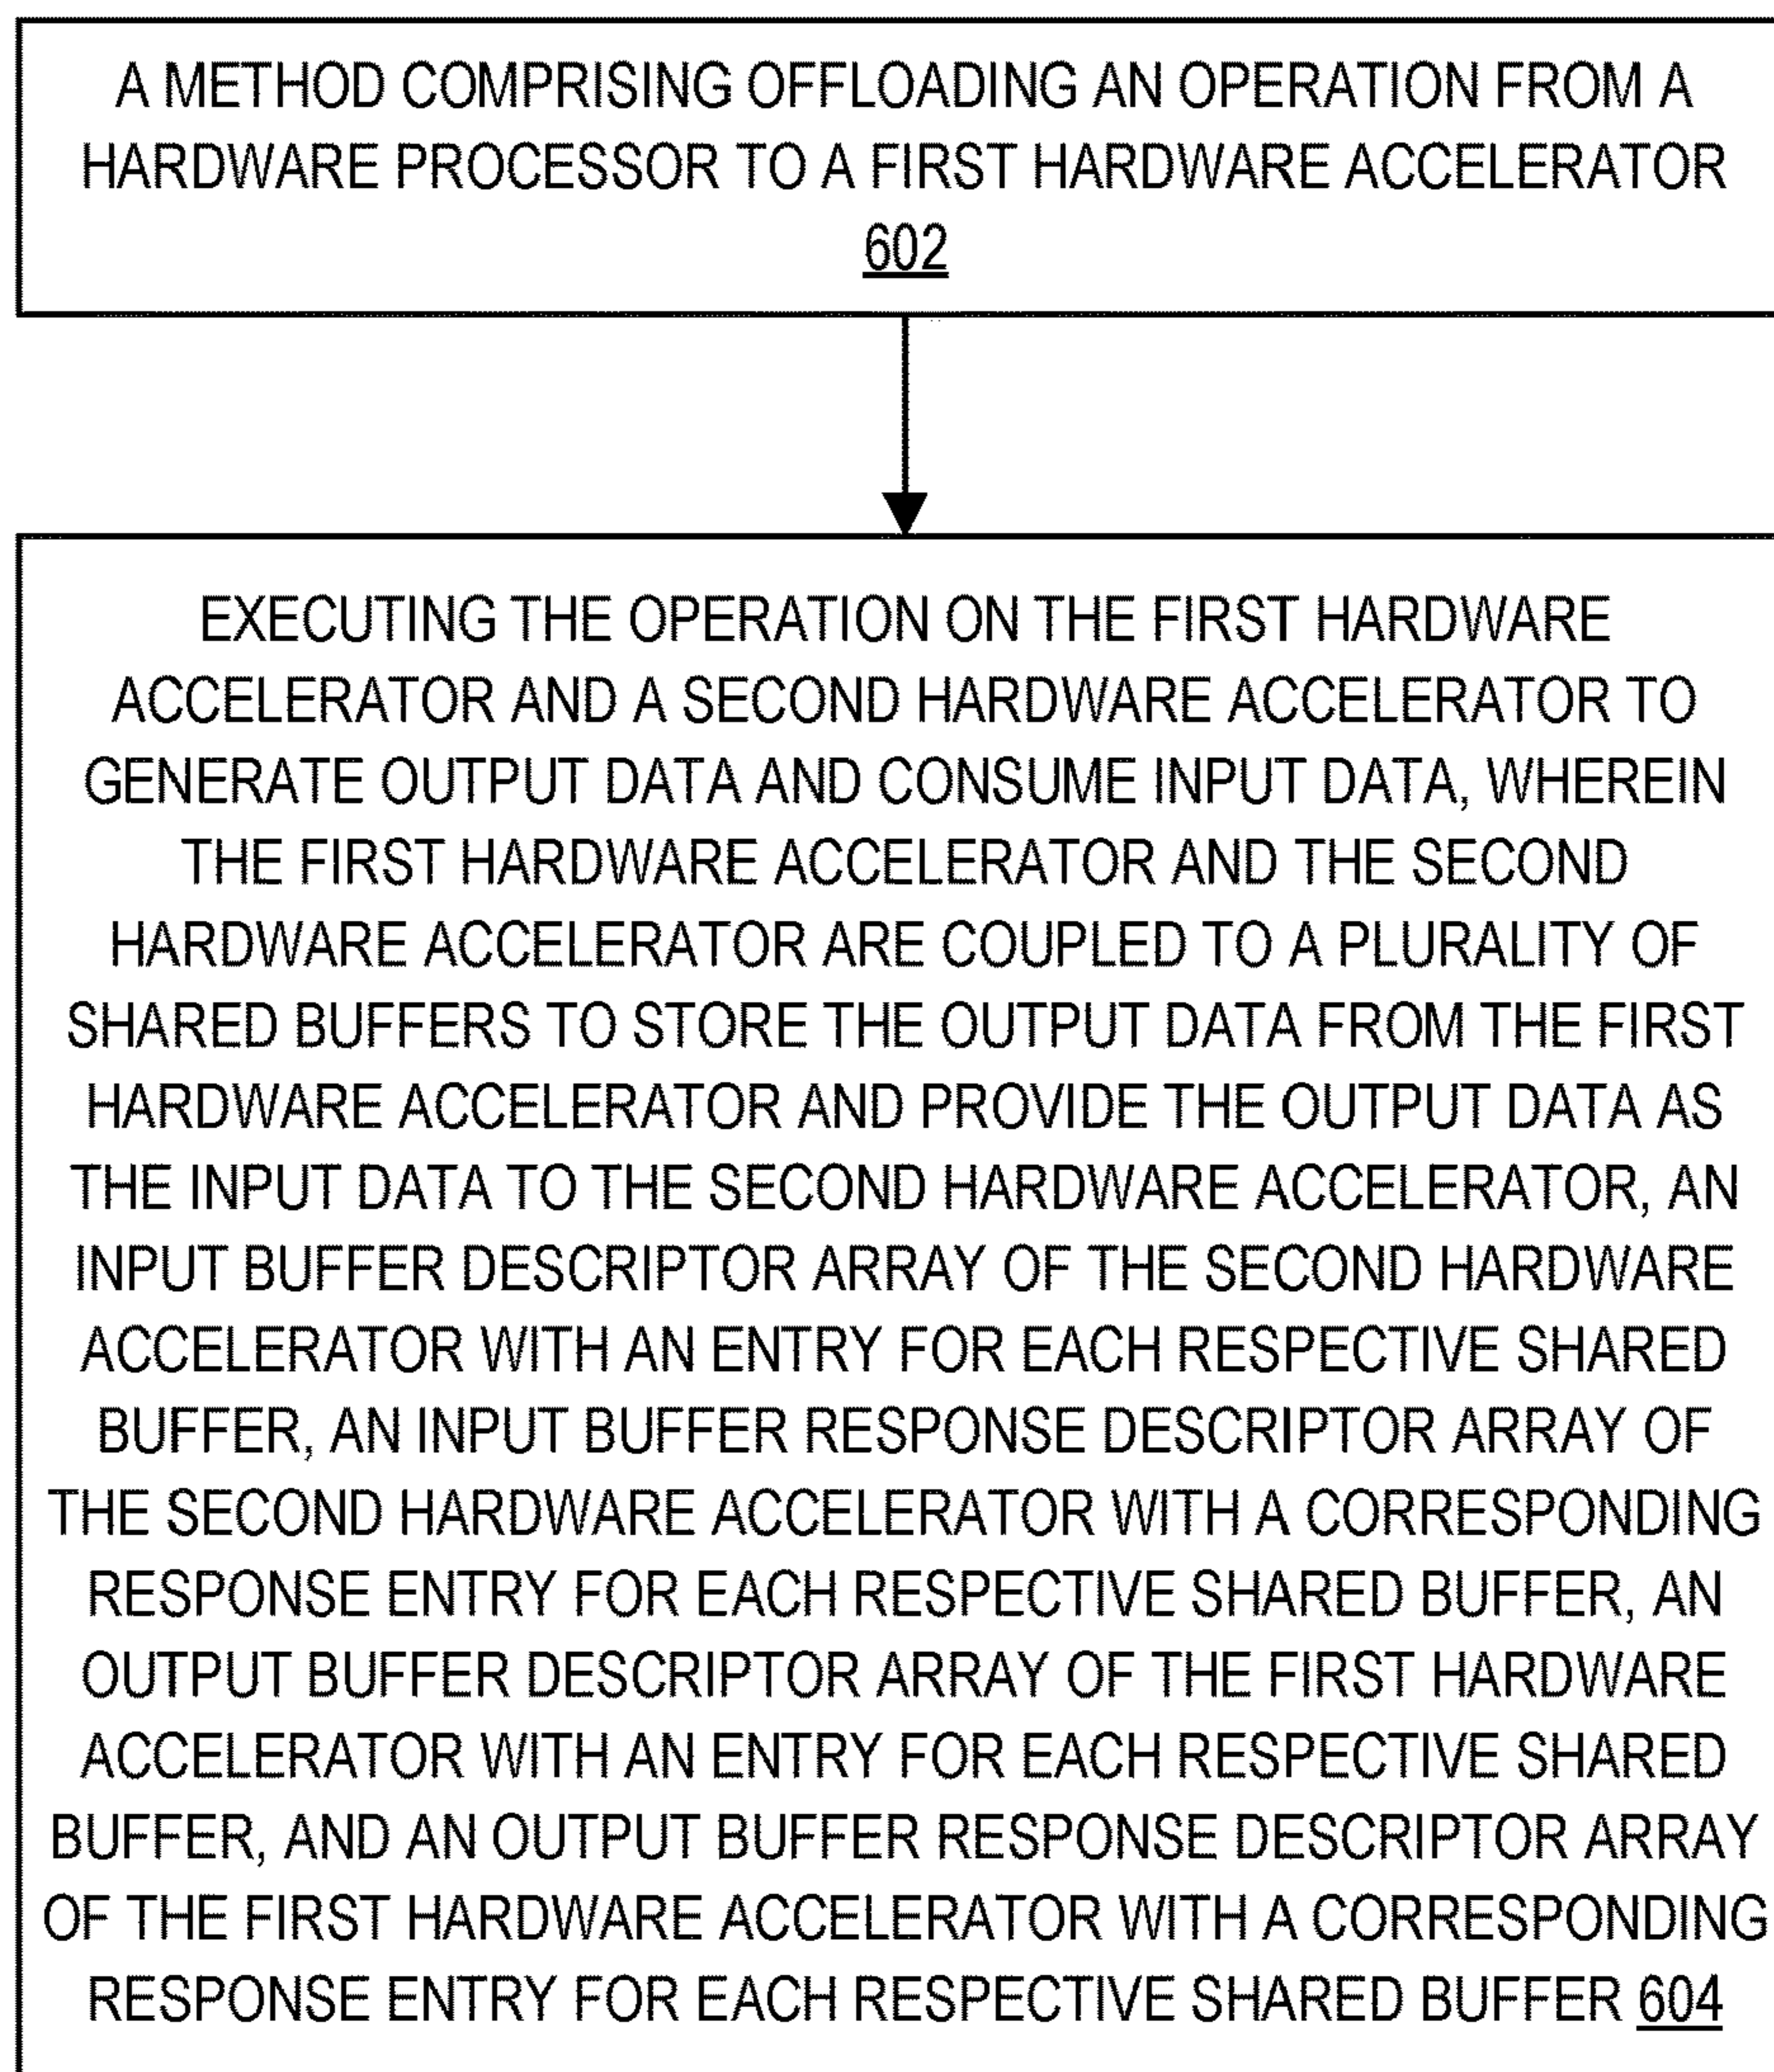 A METHOD COMPRISING OFFLOADING AN OPERATION FROM A
HARDWARE PROCESSOR TO A FIRST HARDWARE ACCELERATOR
602
EXECUTING THE OPERATION ON THE FIRST HARDWARE
ACCELERATOR AND A SECOND HARDWARE ACCELERATOR TO
GENERATE OUTPUT DATA AND CONSUME INPUT DATA, WHEREIN
THE FIRST HARDWARE ACCELERATOR AND THE SECOND
HARDWARE ACCELERATOR ARE COUPLED TO A PLURALITY OF
SHARED BUFFERS TO STORE THE OUTPUT DATA FROM THE FIRST
HARDWARE ACCELERATOR AND PROVIDE THE OUTPUT DATA AS
THE INPUT DATA TO THE SECOND HARDWARE ACCELERATOR, AN
INPUT BUFFER DESCRIPTOR ARRAY OF THE SECOND HARDWARE
ACCELERATOR WITH AN ENTRY FOR EACH RESPECTIVE SHARED
BUFFER, AN INPUT BUFFER RESPONSE DESCRIPTOR ARRAY OF
THE SECOND HARDWARE ACCELERATOR WITH A CORRESPONDING
RESPONSE ENTRY FOR EACH RESPECTIVE SHARED BUFFER, AN
OUTPUT BUFFER DESCRIPTOR ARRAY OF THE FIRST HARDWARE
ACCELERATOR WITH AN ENTRY FOR EACH RESPECTIVE SHARED
BUFFER, AND AN OUTPUT BUFFER RESPONSE DESCRIPTOR ARRAY
OF THE FIRST HARDWARE ACCELERATOR WITH A CORRESPONDING
RESPONSE ENTRY FOR EACH RESPECTIVE SHARED BUFFER 604